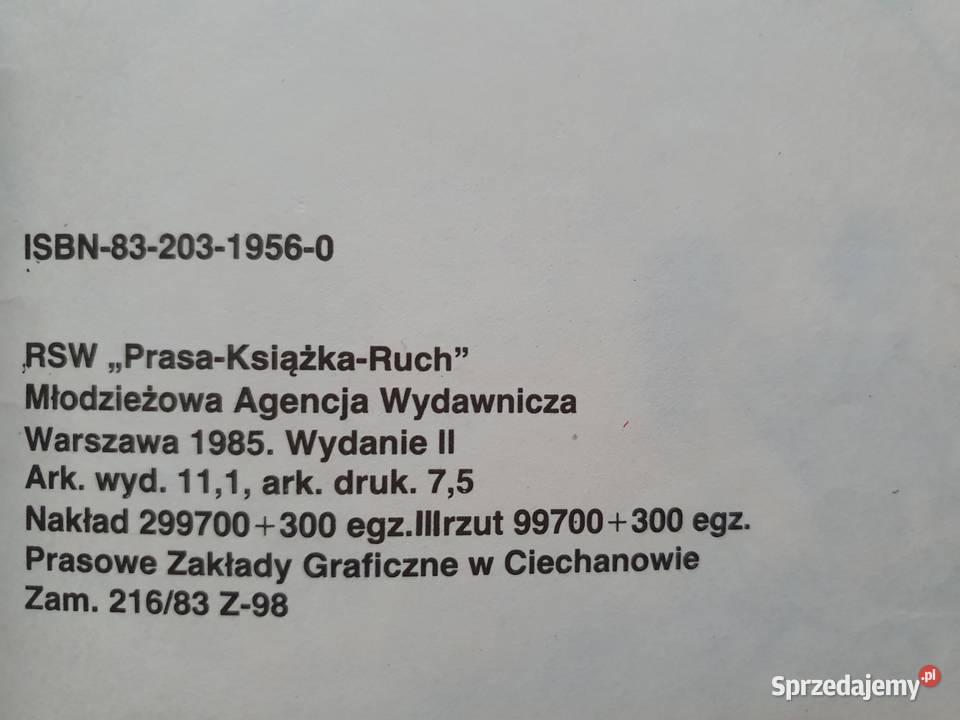 ISBN-83-203-1956-0
RSW „Prasa-Książka-Ruch”
Młodzieżowa Agencja Wydawnicza
Warszawa 1985. Wydanie II
Ark. wyd. 11,1, ark. druk. 7,5
Nakład 299700+300 egz.IIIrzut 99700+300 egz.
Prasowe Zakłady Graficzne w Ciechanowie
Zam. 216/83 Z-98
Sprzedajemy.pl